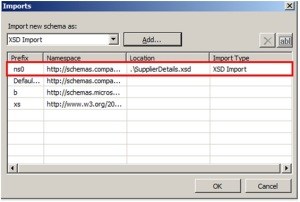 Imports
Import new schema as:
XSD Import
Add...
ab
Prefix Namespace Location Import Type
ns0 http://schemas.compa... .\SupplierDetails.xsd XSD Import
Defaul... http://schemas.compa...
b http://schemas.micros...
xs http://www.w3.org/20...
OK Cancel